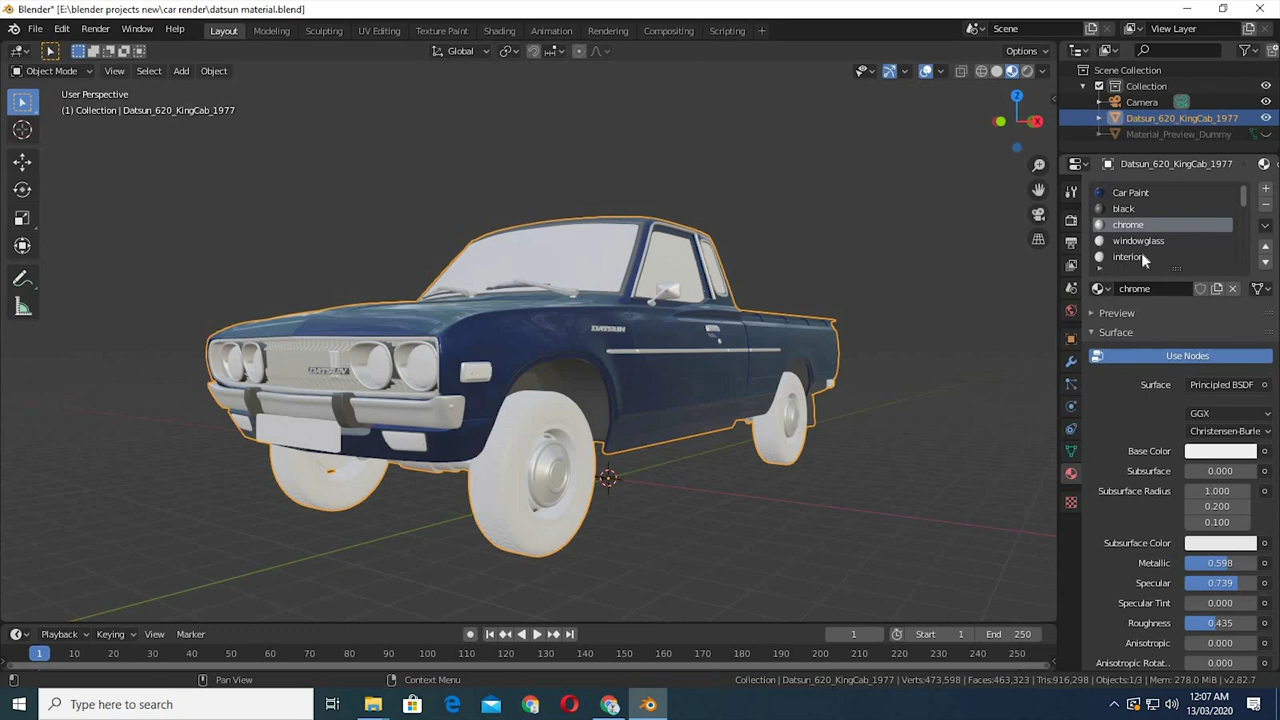 Blender* [E:\blender projects new\car render\datsun material.blend]
File Edit Render Window Help Layout Modeling Sculpting UV Editing Texture Paint Shading Animation Rendering Compositing Scripting + Scene View Layer
Global Options
Object Mode View Select Add Object
User Perspective
(1) Collection | Datsun_620_KingCab_1977
Z
X
DATSUN
DATSUN
Scene Collection
Collection
Camera
Datsun_620_KingCab_1977
Material_Preview_Dummy
Datsun_620_KingCab_1977
Car Paint
black
chrome
windowglass
interior
chrome
Preview
Surface
Use Nodes
Surface Principled BSDF
GGX
Christensen-Burle
Base Color
Subsurface 0.000
Subsurface Radius 1.000
0.200
0.100
Subsurface Color
Metallic 0.598
Specular 0.739
Specular Tint 0.000
Roughness 0.435
Anisotropic 0.000
Anisotropic Rotat.. 0.000
Playback Keying View Marker 1 Start 1 End 250
1 10 20 30 40 50 60 70 80 90 100 110 120 130 140 150 160 170 180 190 200 210 220 230 240 250
Pan View Context Menu Collection | Datsun_620_KingCab_1977 | Verts:473,598 | Faces:463,323 | Tris:916,298 | Objects:1/3 | Mem: 278.0 MiB | v2.82.7
Type here to search
12:07 AM
13/03/2020